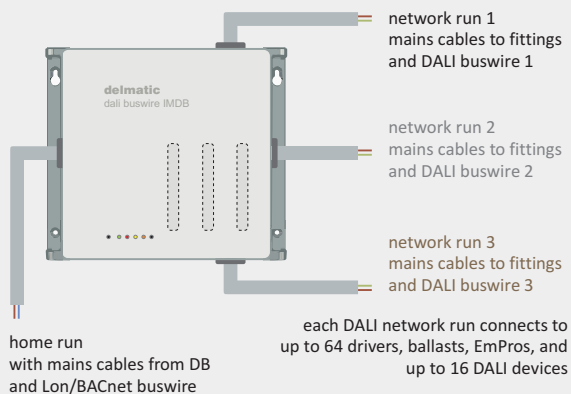 network run 1
mains cables to fittings
and DALI buswire 1
delmatic
dali buswire IMDB
network run 2
mains cables to fittings
and DALI buswire 2
network run 3
mains cables to fittings
and DALI buswire 3
home run
with mains cables from DB
and Lon/BACnet buswire
each DALI network run connects to
up to 64 drivers, ballasts, EmPros, and
up to 16 DALI devices